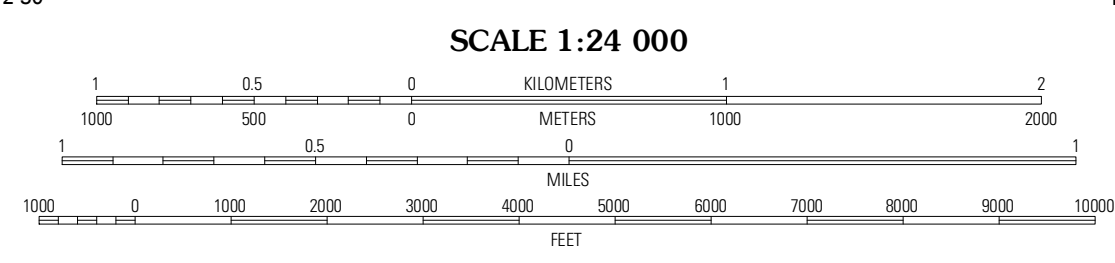 SCALE 1:24 000
1 0.5 0 KILOMETERS 1 2
1000 500 0 METERS 1000 2000
1 0.5 0 1
MILES
1000 0 1000 2000 3000 4000 5000 6000 7000 8000 9000 10000
FEET